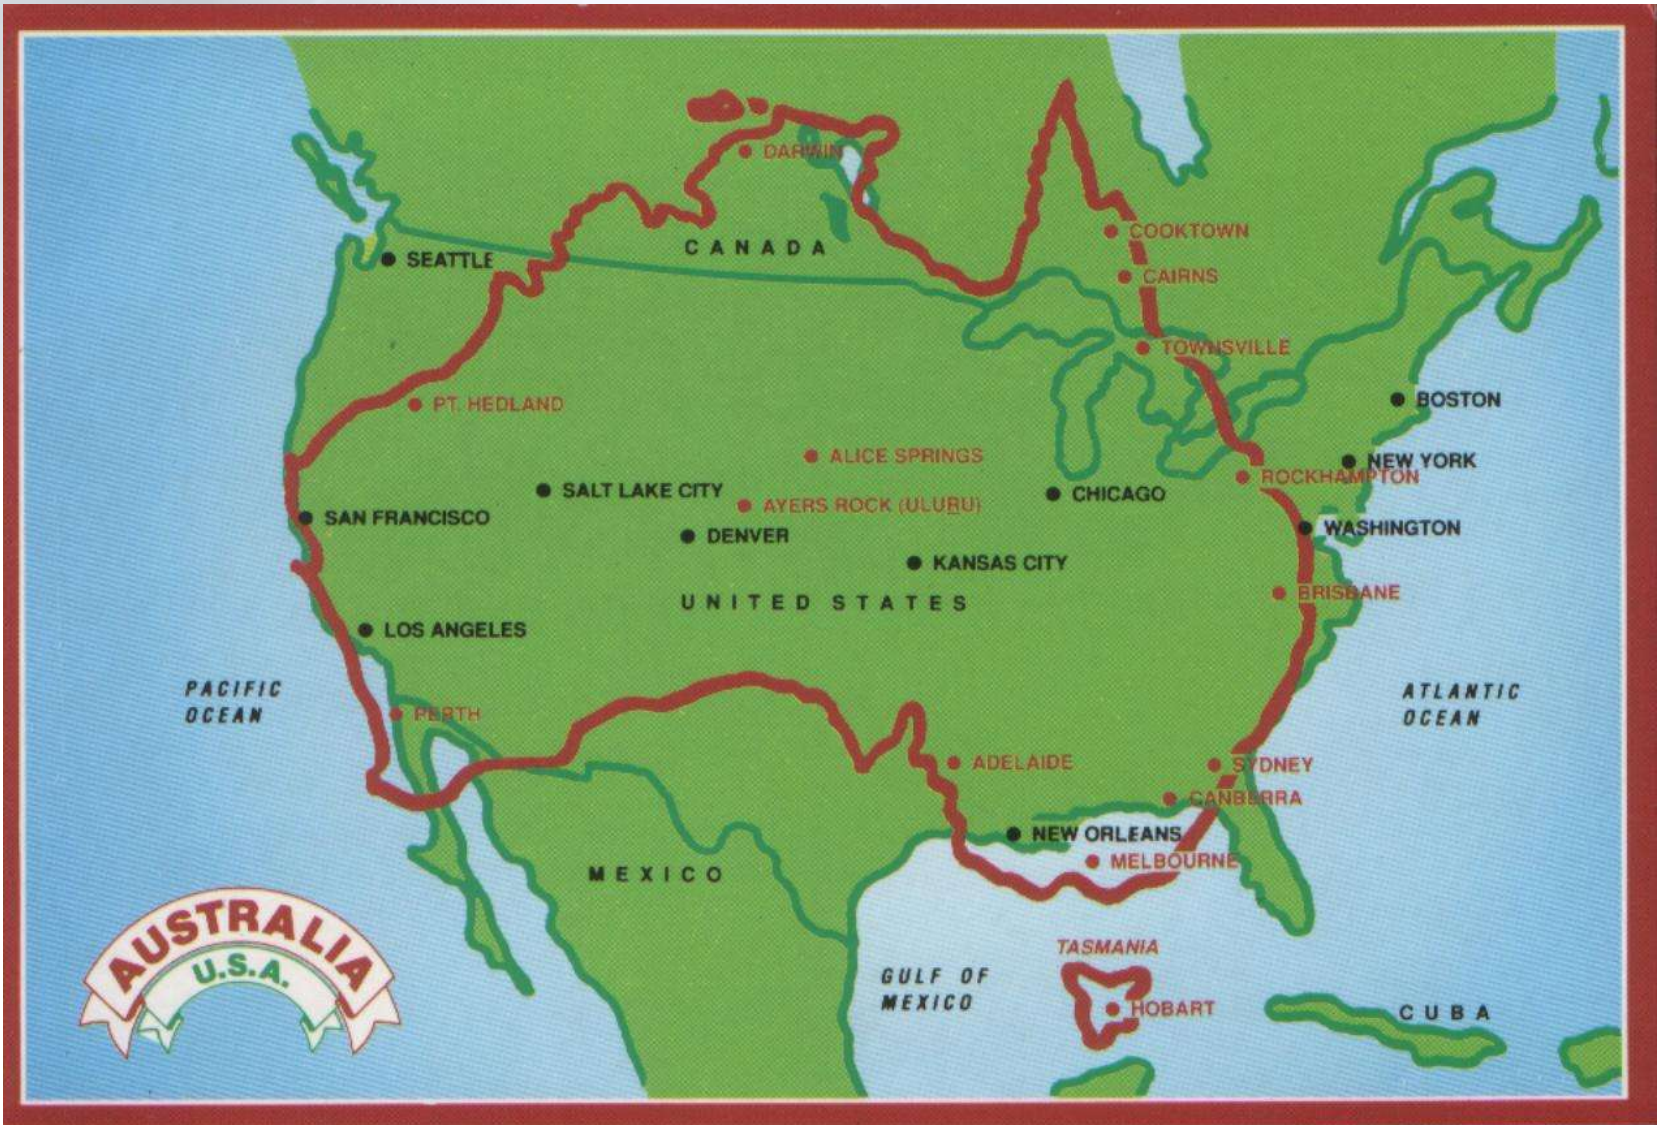 DARWIN
COOKTOWN
CANADA
SEATTLE
CAIRNS
TOWNSVILLE
PT. HEDLAND
BOSTON
ALICE SPRINGS
NEW YORK
ROCKHAMPTON
SALT LAKE CITY
CHICAGO
AYERS ROCK (ULURU)
SAN FRANCISCO
WASHINGTON
DENVER
KANSAS CITY
BRISBANE
UNITED STATES
LOS ANGELES
PACIFIC
OCEAN
ATLANTIC
OCEAN
PERTH
ADELAIDE
SYDNEY
CANBERRA
NEW ORLEANS
MELBOURNE
MEXICO
AUSTRALIA
U.S.A.
TASMANIA
GULF OF
MEXICO
HOBART
CUBA